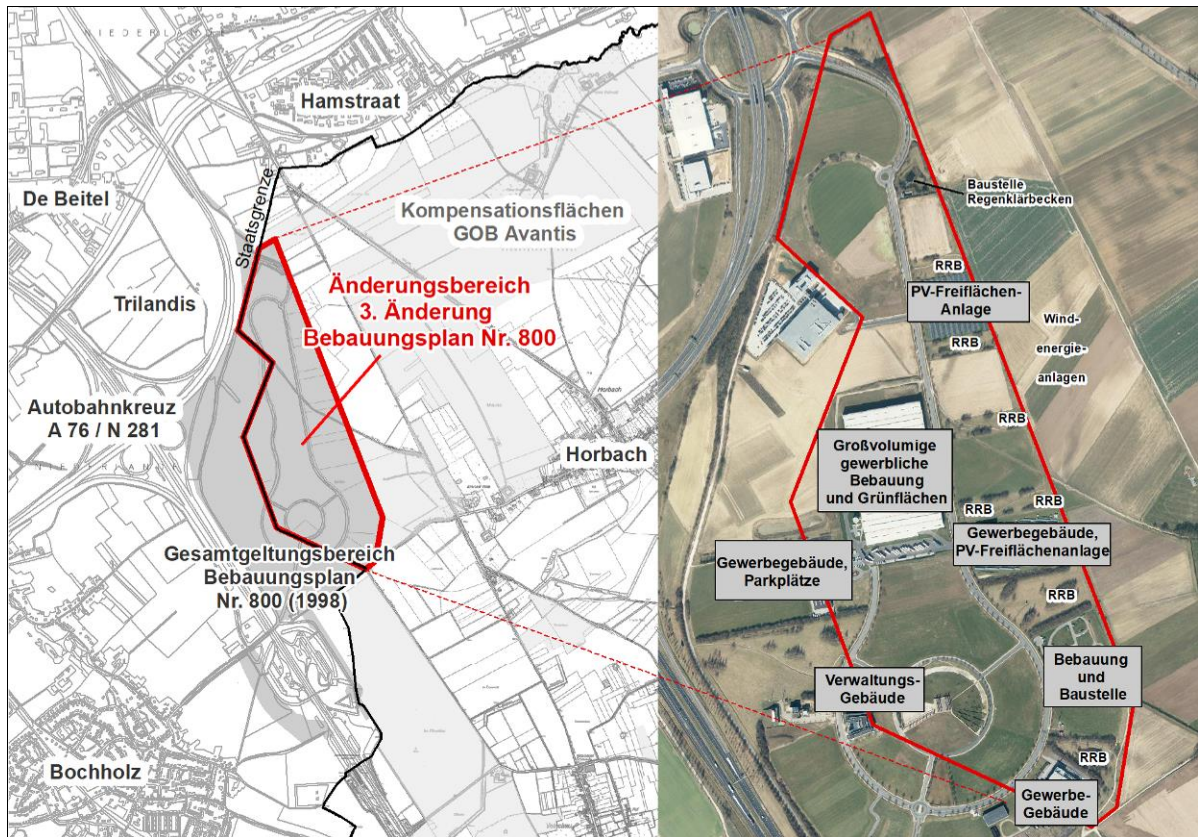 NIEDERLANDE
Hamstraat
De Beitel
Staatsgrenze
Kompensationsflächen
GOB Avantis
Trilandis
Änderungsbereich
3. Änderung
Bebauungsplan Nr. 800
Autobahnkreuz
A 76 / N 281
Horbach
Horbach
Gesamtgeltungsbereich
Bebauungsplan
Nr. 800 (1998)
Bochholz
Baustelle
Regenklärbecken
RRB
PV-Freiflächen-
Anlage
RRB
Wind-
energie-
anlagen
RRB
Großvolumige
gewerbliche
Bebauung
und Grünflächen
RRB
RRB
Gewerbegebäude,
PV-Freiflächenanlage
Gewerbegebäude,
Parkplätze
RRB
Bebauung
und
Baustelle
Verwaltungs-
Gebäude
RRB
Gewerbe-
Gebäude